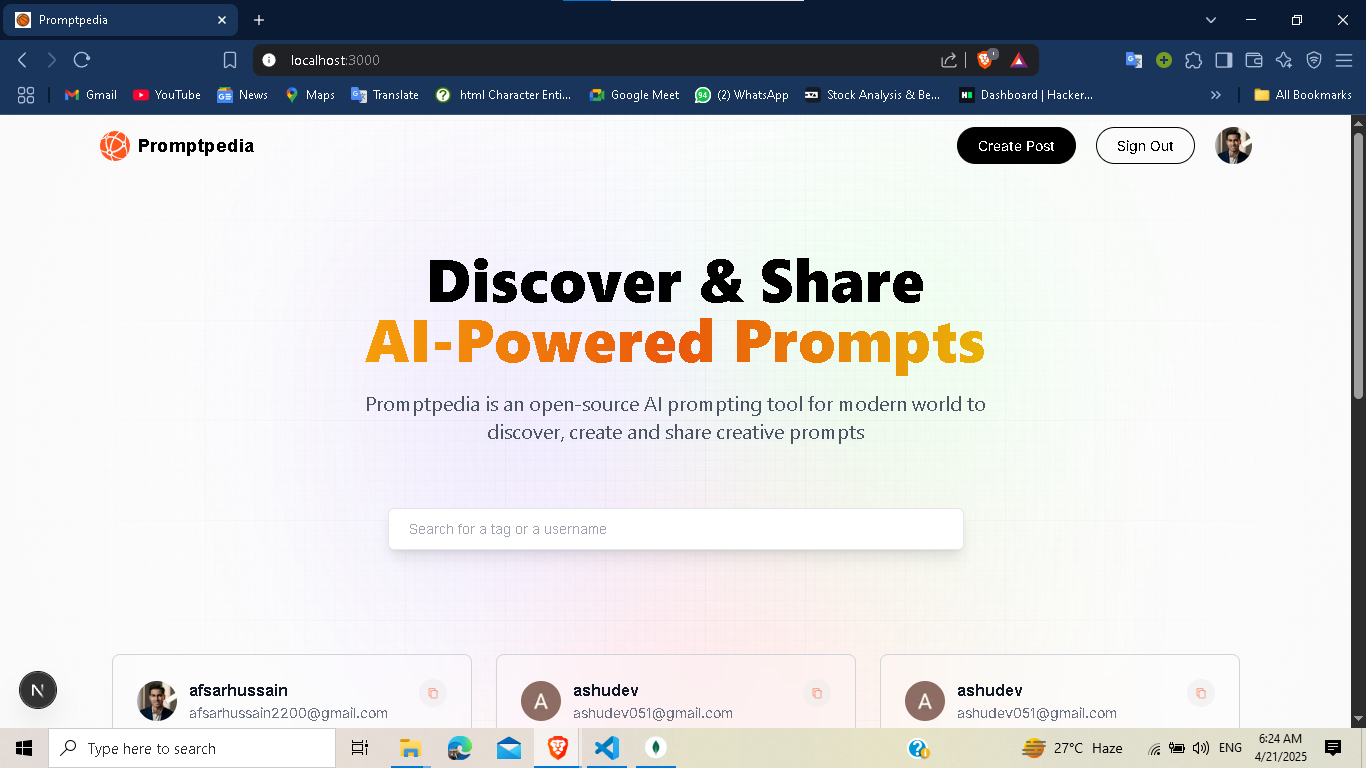 Promptpedia
localhost:3000
Gmail
YouTube
News
Maps
Translate
html Character Enti...
Google Meet
(2) WhatsApp
Stock Analysis & Be...
Dashboard | Hacker...
All Bookmarks
Promptpedia
Create Post
Sign Out
Discover & Share
AI-Powered Prompts
Promptpedia is an open-source AI prompting tool for modern world to
discover, create and share creative prompts
Search for a tag or a username
afsarhussain
afsarhussain2200@gmail.com
A
ashudev
ashudev051@gmail.com
A
ashudev
ashudev051@gmail.com
N
Type here to search
27°C Haze
ENG
6:24 AM
4/21/2025